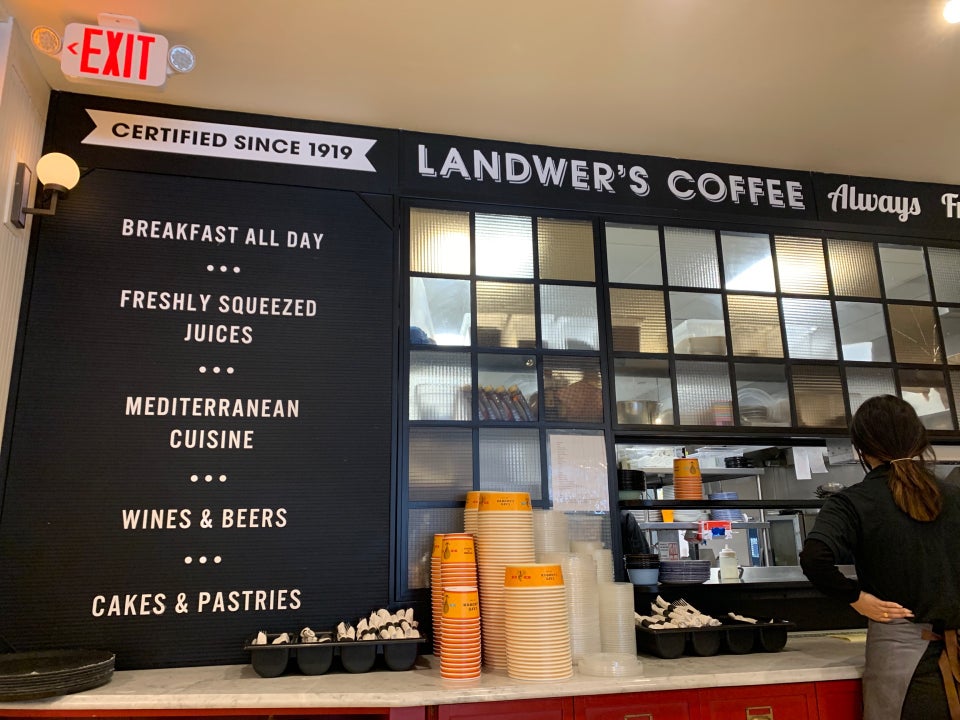 <EXIT
CERTIFIED SINCE 1919
LANDWER'S COFFEE
Always
BREAKFAST ALL DAY
FRESHLY SQUEEZED
JUICES
MEDITERRANEAN
CUISINE
WINES & BEERS
CAKES & PASTRIES